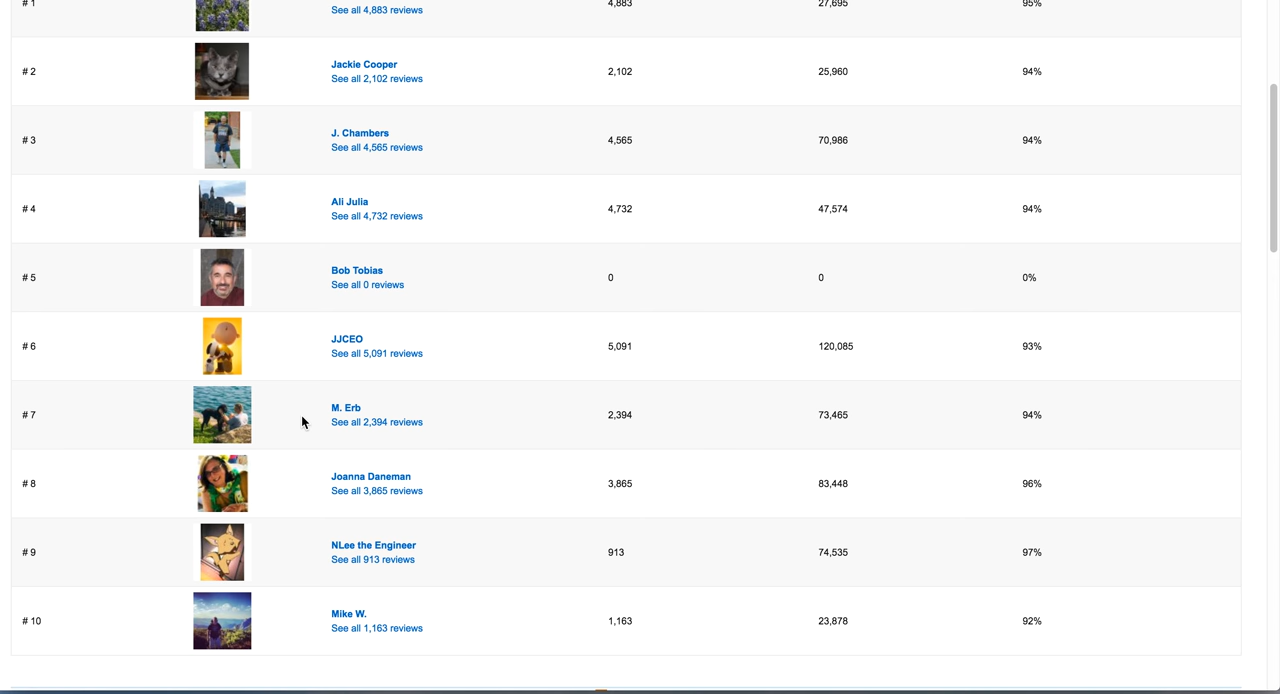 # 1
See all 4,883 reviews
4,883
27,695
95%
# 2
Jackie Cooper
See all 2,102 reviews
2,102
25,960
94%
# 3
J. Chambers
See all 4,565 reviews
4,565
70,986
94%
# 4
Ali Julia
See all 4,732 reviews
4,732
47,574
94%
# 5
Bob Tobias
See all 0 reviews
0
0
0%
# 6
JJCEO
See all 5,091 reviews
5,091
120,085
93%
# 7
M. Erb
See all 2,394 reviews
2,394
73,465
94%
# 8
Joanna Daneman
See all 3,865 reviews
3,865
83,448
96%
# 9
NLee the Engineer
See all 913 reviews
913
74,535
97%
# 10
Mike W.
See all 1,163 reviews
1,163
23,878
92%